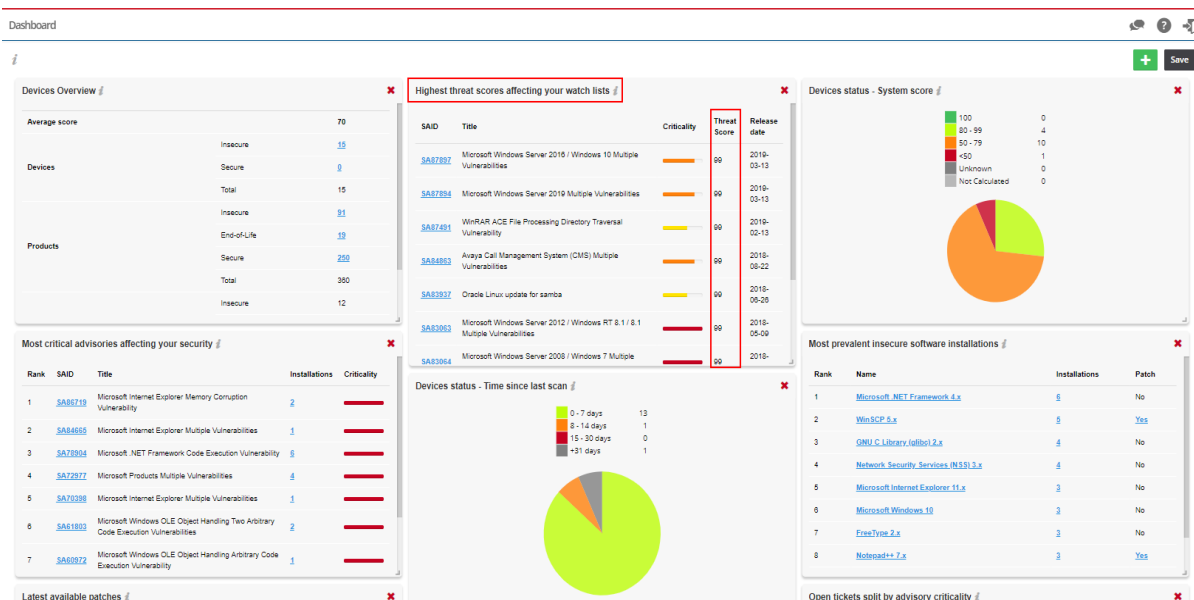 Dashboard
Save
Devices Overview
Average score 70
Devices
Insecure 15
Secure 0
Total 15
Products
Insecure 91
End-of-Life 19
Secure 250
Total 360
Insecure 12
Highest threat scores affecting your watch lists
SAID Title Criticality Threat Score Release date
SA87897 Microsoft Windows Server 2016 / Windows 10 Multiple Vulnerabilities 99 2019-03-13
SA87894 Microsoft Windows Server 2019 Multiple Vulnerabilities 99 2019-03-13
SA87491 WinRAR ACE File Processing Directory Traversal Vulnerability 99 2019-02-13
SA84863 Avaya Call Management System (CMS) Multiple Vulnerabilities 99 2018-08-22
SA83937 Oracle Linux update for samba 99 2018-06-26
SA83063 Microsoft Windows Server 2012 / Windows RT 8.1 / 8.1 Multiple Vulnerabilities 99 2018-05-09
SA83064 Microsoft Windows Server 2008 / Windows 7 Multiple 99 2018-
Devices status - System score
100 0
80 - 99 4
50 - 79 10
<50 1
Unknown 0
Not Calculated 0
Most critical advisories affecting your security
Rank SAID Title Installations Criticality
1 SA86719 Microsoft Internet Explorer Memory Corruption Vulnerability 2
2 SA84665 Microsoft Internet Explorer Multiple Vulnerabilities 1
3 SA78904 Microsoft .NET Framework Code Execution Vulnerability 6
4 SA72977 Microsoft Products Multiple Vulnerabilities 4
5 SA70398 Microsoft Internet Explorer Multiple Vulnerabilities 1
6 SA61803 Microsoft Windows OLE Object Handling Two Arbitrary Code Execution Vulnerabilities 2
7 SA60972 Microsoft Windows OLE Object Handling Arbitrary Code Execution Vulnerability 1
Devices status - Time since last scan
0 - 7 days 13
8 - 14 days 1
15 - 30 days 0
+31 days 1
Most prevalent insecure software installations
Rank Name Installations Patch
1 Microsoft .NET Framework 4.x 6 No
2 WinSCP 5.x 5 Yes
3 GNU C Library (glibc) 2.x 4 No
4 Network Security Services (NSS) 3.x 4 No
5 Microsoft Internet Explorer 11.x 3 No
6 Microsoft Windows 10 3 No
7 FreeType 2.x 3 No
8 Notepad++ 7.x 3 Yes
Latest available patches
Open tickets split by advisory criticality